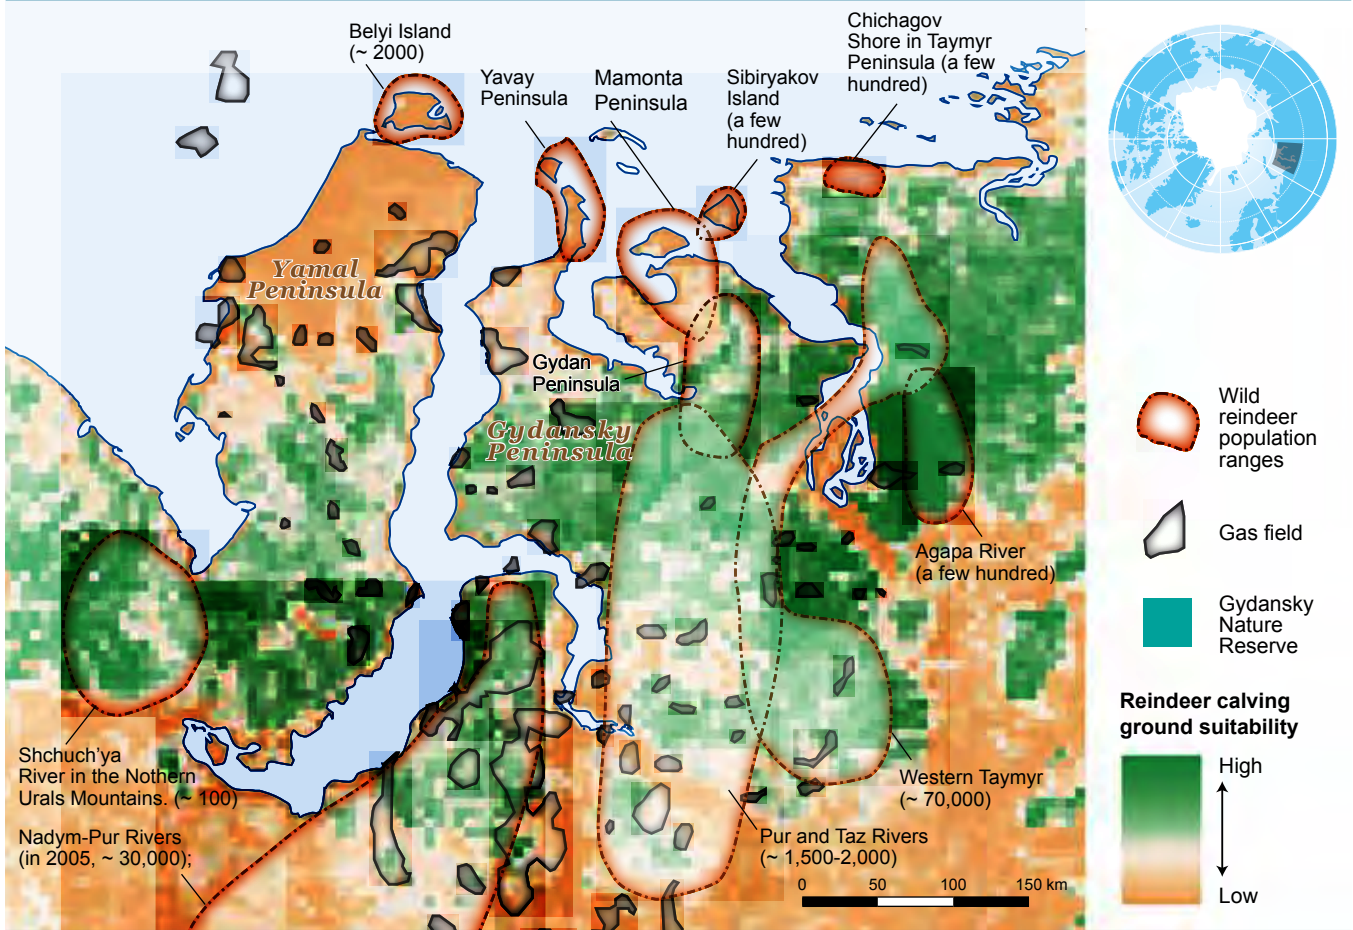 Belyi Island
(~ 2000)
Yavay
Peninsula
Mamonta
Peninsula
Sibiryakov
Island
(a few
hundred)
Chichagov
Shore in Taymyr
Peninsula (a few
hundred)
Yamal
Peninsula
Gydan
Peninsula
Gydansky
Peninsula
Agapa River
(a few hundred)
Shchuch'ya
River in the Nothern
Urals Mountains. (~ 100)
Nadym-Pur Rivers
(in 2005, ~ 30,000);
Western Taymyr
(~ 70,000)
Pur and Taz Rivers
(~ 1,500-2,000)
0 50 100 150 km
Wild
reindeer
population
ranges
Gas field
Gydansky
Nature
Reserve
Reindeer calving
ground suitability
High
Low